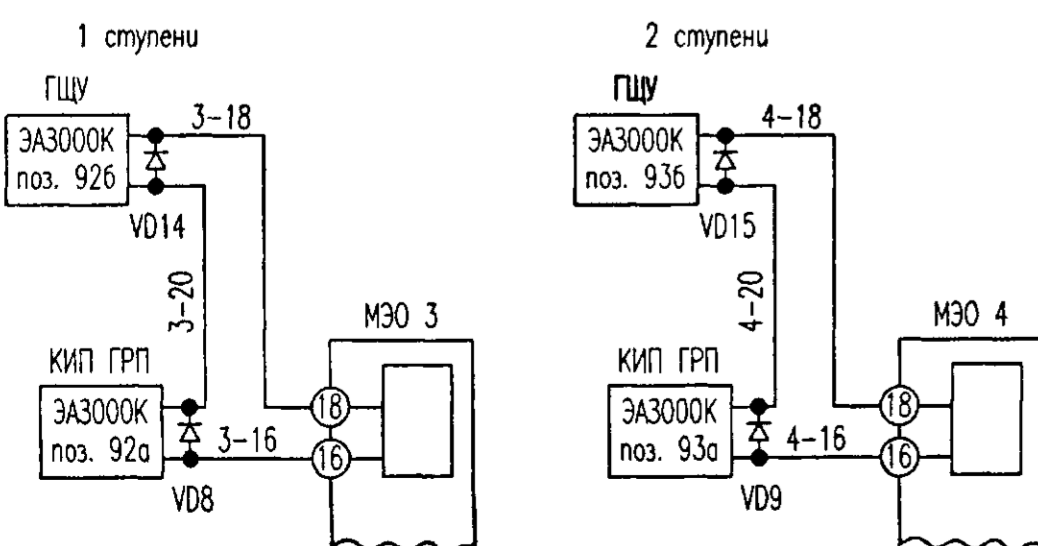 1 ступени
ГЩУ
ЭА3000К
поз. 92б
3-18
VD14
3-20
МЭО 3
КИП ГРП
ЭА3000К
поз. 92а
18
3-16
16
VD8
2 ступени
ГЩУ
ЭА3000К
поз. 93б
4-18
VD15
4-20
МЭО 4
КИП ГРП
ЭА3000К
поз. 93а
18
4-16
16
VD9